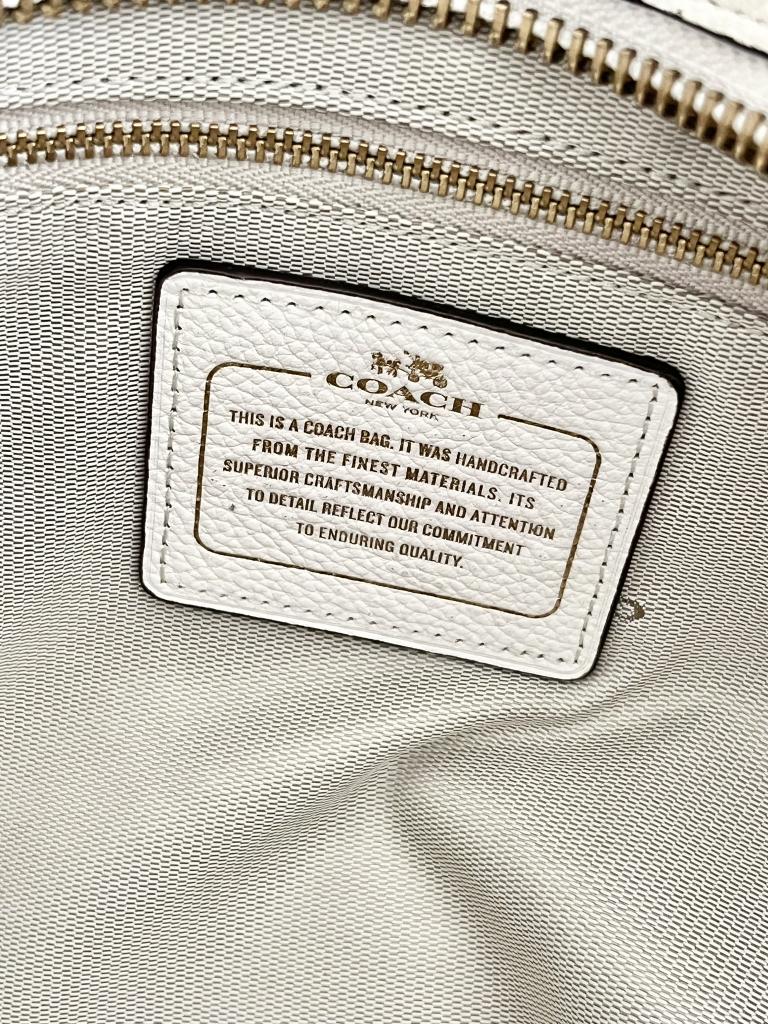 COACH
NEW YORK
THIS IS A COACH BAG. IT WAS HANDCRAFTED
FROM THE FINEST MATERIALS. ITS
SUPERIOR CRAFTSMANSHIP AND ATTENTION
TO DETAIL REFLECT OUR COMMITMENT
TO ENDURING QUALITY.